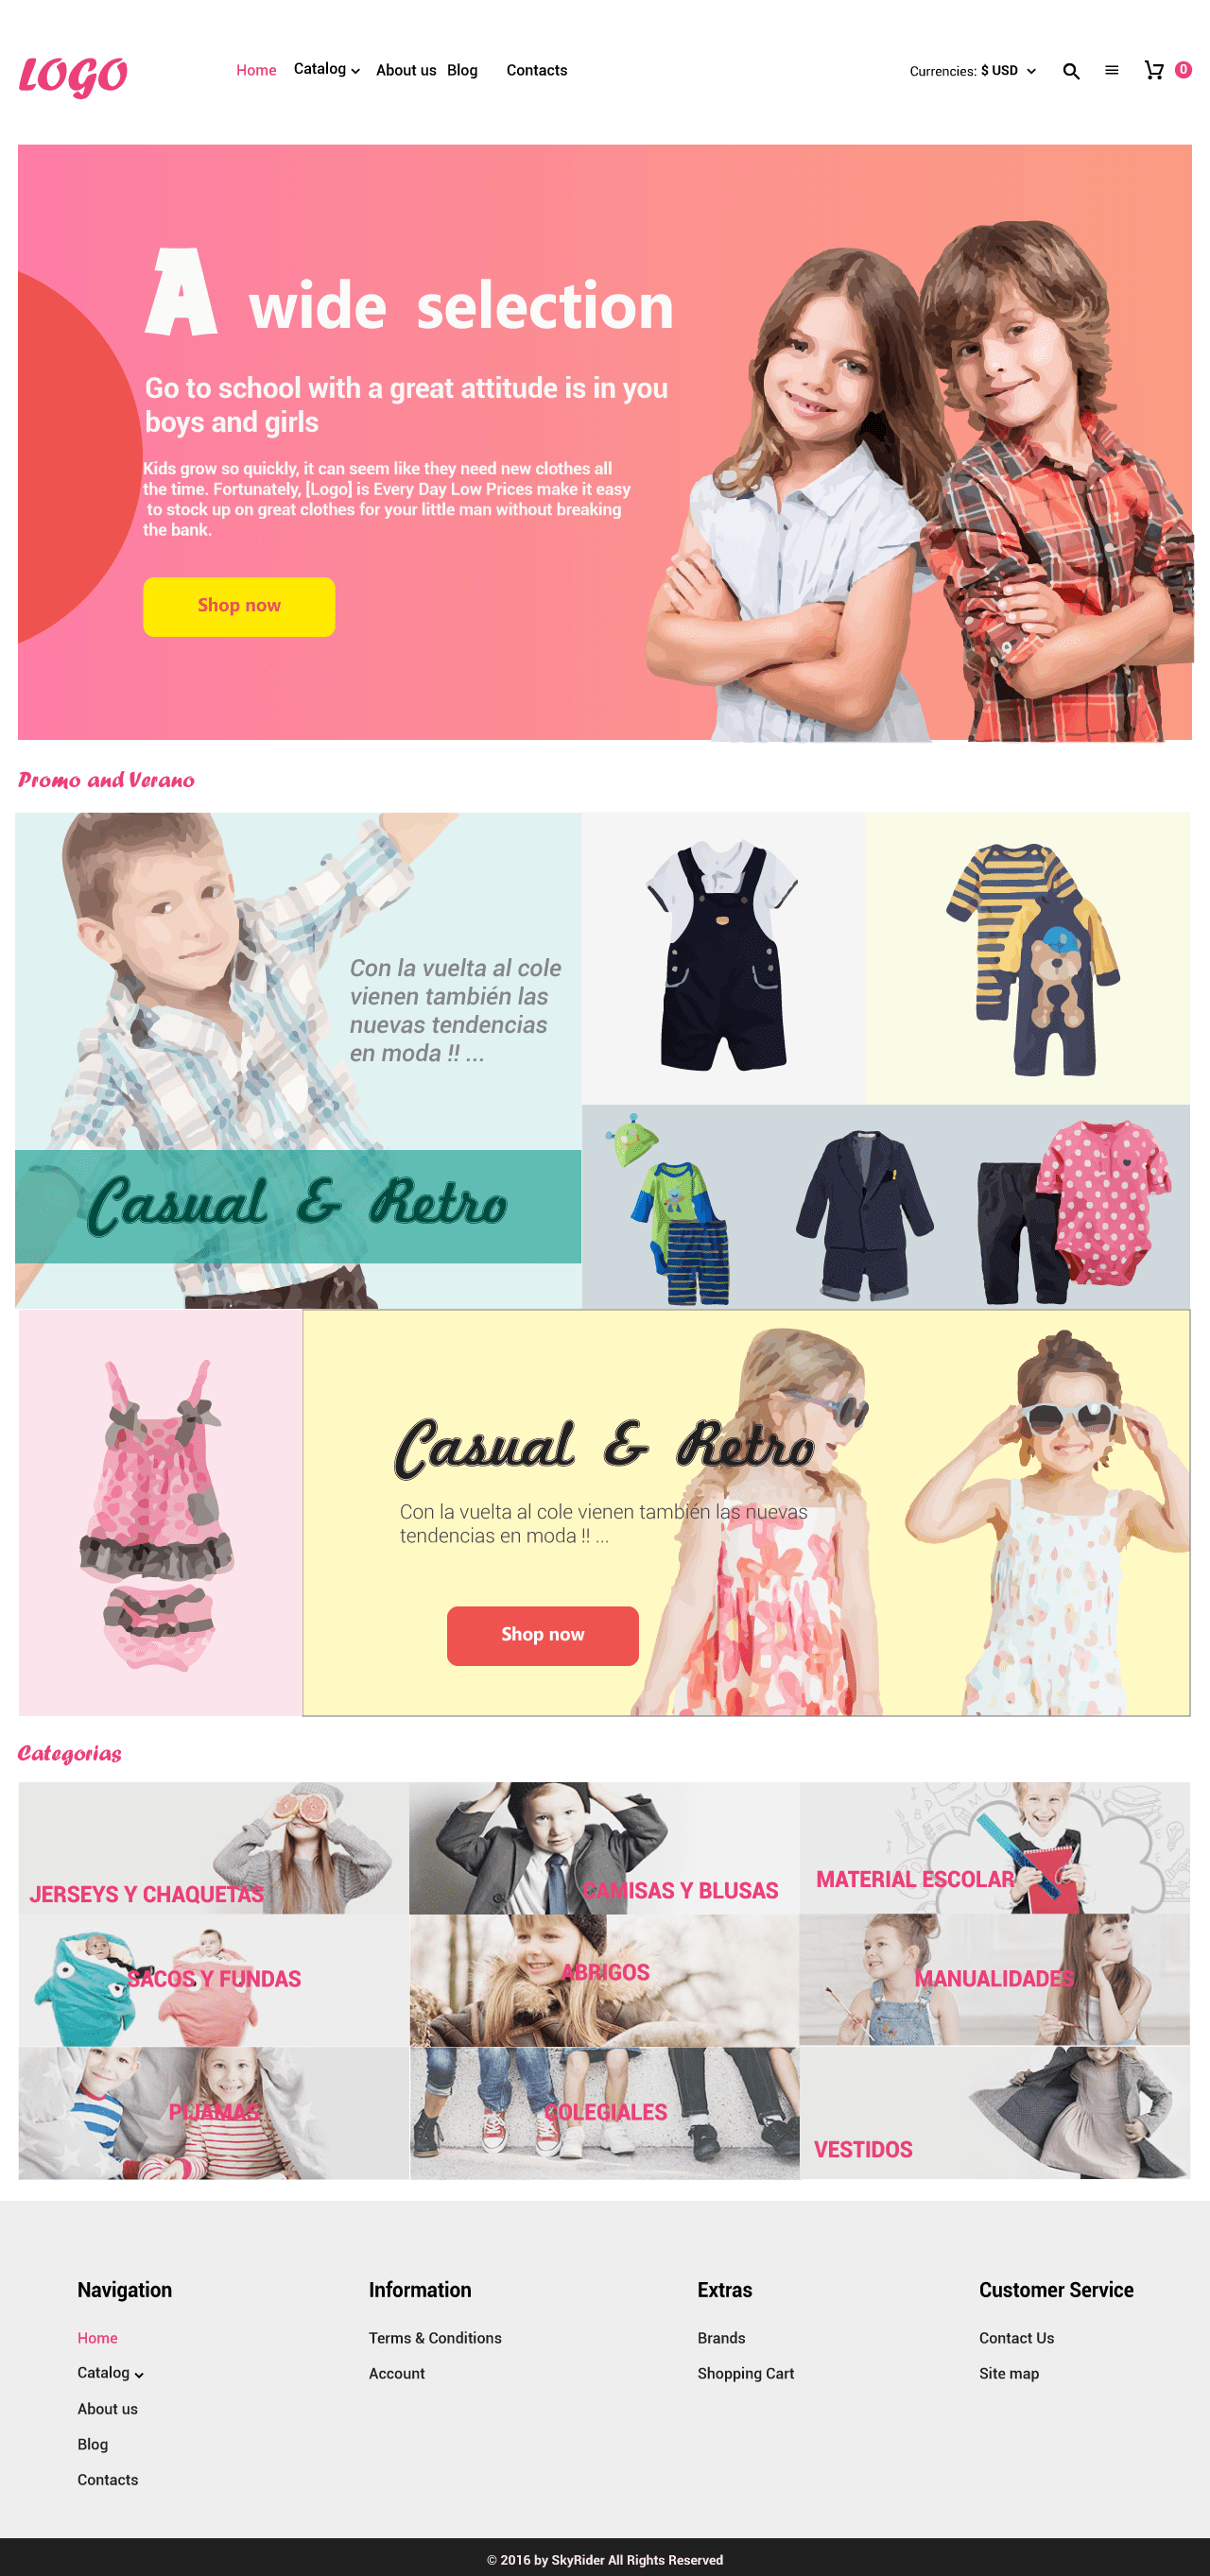 LOGO
Home Catalog About us Blog Contacts
Currencies: $ USD
0
A wide selection
Go to school with a great attitude is in you
boys and girls
Kids grow so quickly, it can seem like they need new clothes all
the time. Fortunately, [Logo] is Every Day Low Prices make it easy
to stock up on great clothes for your little man without breaking
the bank.
Shop now
Promo and Verano
Con la vuelta al cole
vienen también las
nuevas tendencias
en moda !! ...
Casual & Retro
Casual & Retro
Con la vuelta al cole vienen también las nuevas
tendencias en moda !! ...
Shop now
Categorias
JERSEYS Y CHAQUETAS
CAMISAS Y BLUSAS
MATERIAL ESCOLAR
SACOS Y FUNDAS
ABRIGOS
MANUALIDADES
PIJAMAS
COLEGIALES
VESTIDOS
Navigation
Home
Catalog
About us
Blog
Contacts
Information
Terms & Conditions
Account
Extras
Brands
Shopping Cart
Customer Service
Contact Us
Site map
© 2016 by SkyRider All Rights Reserved